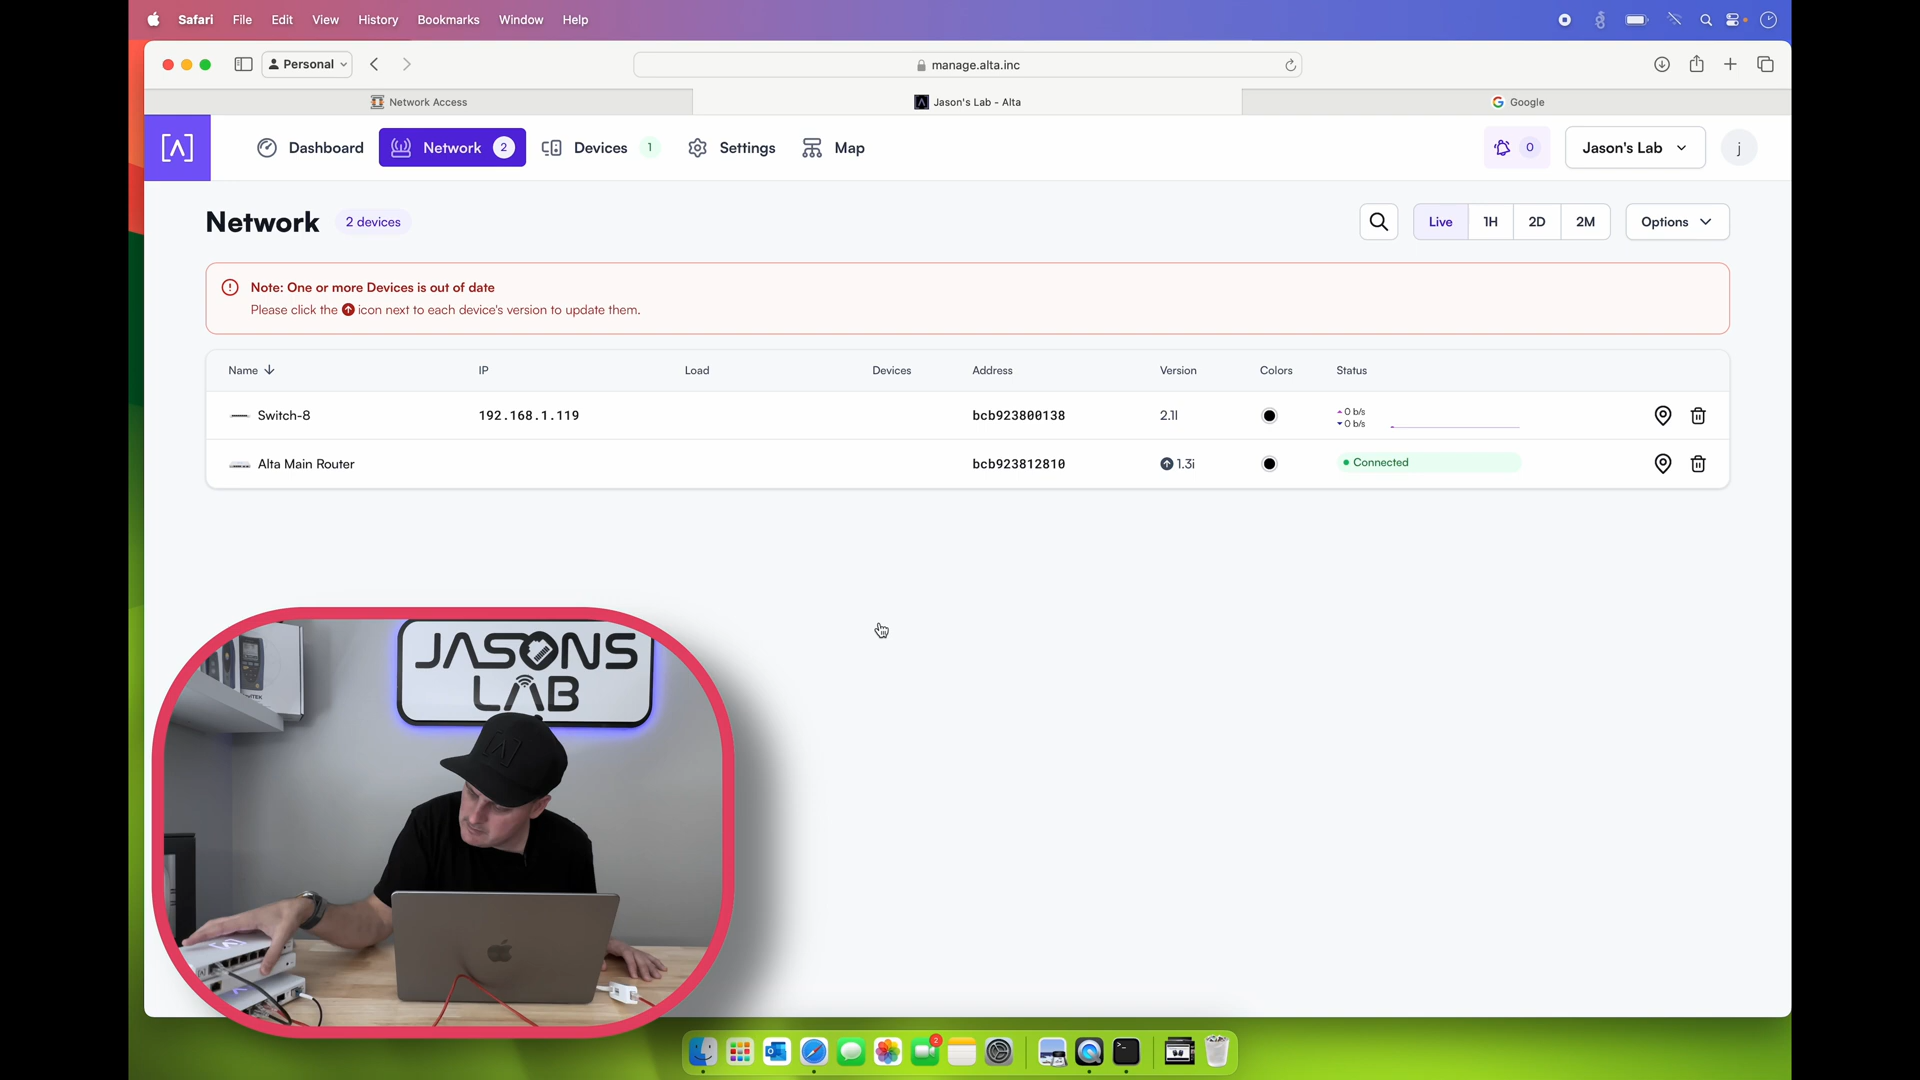 Safari File Edit View History Bookmarks Window Help
Personal
manage.alta.inc
Network Access
Jason's Lab - Alta
Google
Dashboard
Network 2
Devices 1
Settings
Map
0
Jason's Lab
j
Network 2 devices
Live 1H 2D 2M
Options
Note: One or more Devices is out of date
Please click the icon next to each device's version to update them.
Name IP Load Devices Address Version Colors Status
Switch-8 192.168.1.119 bcb923800138 2.1l 0 b/s
0 b/s
Alta Main Router bcb923812810 1.3i Connected
JASONS
LAB
2